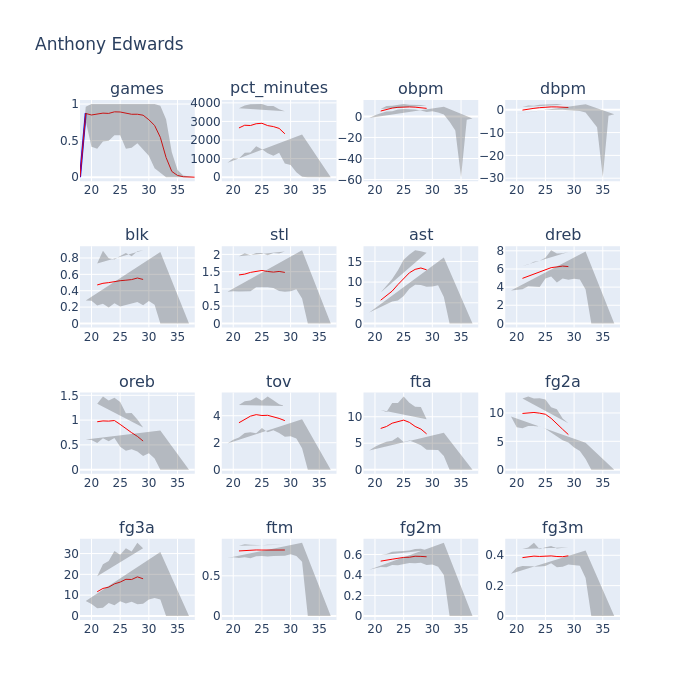 Anthony Edwards
games pct_minutes obpm dbpm
1 0.5 0 20 25 30 35
4000 3000 2000 1000 0 20 25 30 35
0 −20 −40 −60 20 25 30 35
0 −10 −20 −30 20 25 30 35
blk stl ast dreb
0.8 0.6 0.4 0.2 0 20 25 30 35
2 1.5 1 0.5 0 20 25 30 35
15 10 5 0 20 25 30 35
8 6 4 2 0 20 25 30 35
oreb tov fta fg2a
1.5 1 0.5 0 20 25 30 35
4 2 0 20 25 30 35
10 5 0 20 25 30 35
10 5 0 20 25 30 35
fg3a ftm fg2m fg3m
30 20 10 0 20 25 30 35
0.5 0 20 25 30 35
0.6 0.4 0.2 0 20 25 30 35
0.4 0.2 0 20 25 30 35